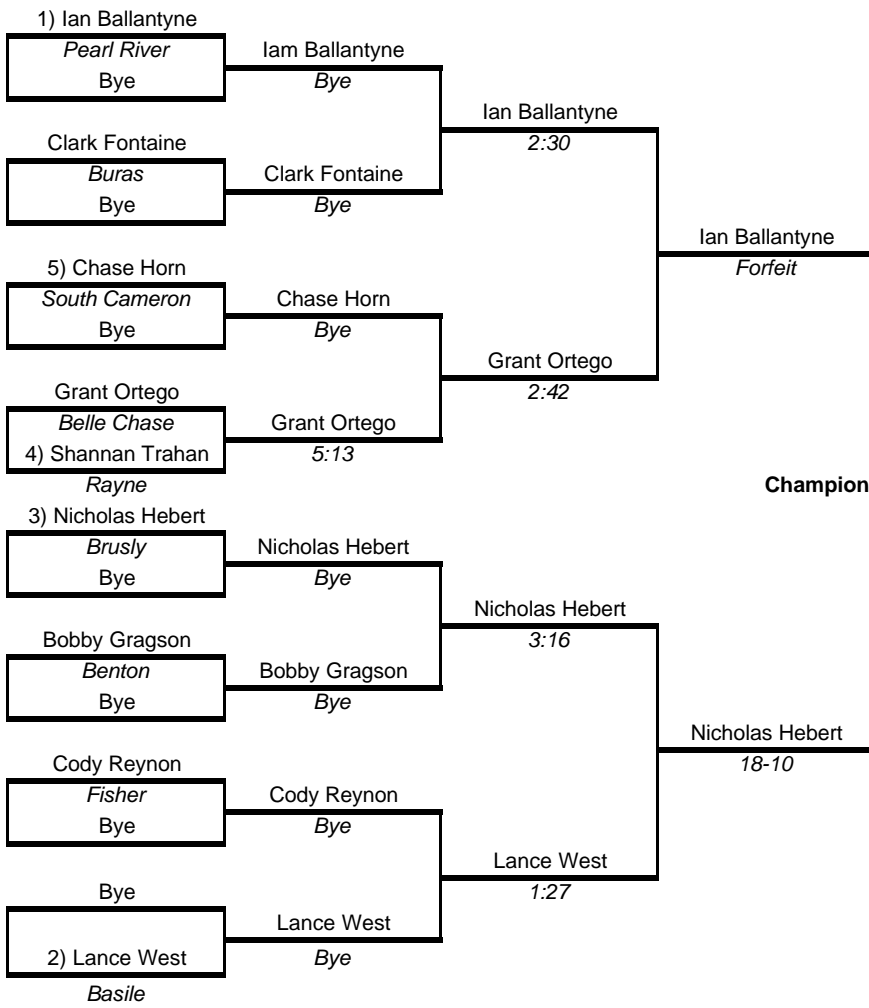 1) Ian Ballantyne
Pearl River
Bye
Iam Ballantyne
Bye
Ian Ballantyne
2:30
Clark Fontaine
Buras
Bye
Clark Fontaine
Bye
Ian Ballantyne
Forfeit
5) Chase Horn
South Cameron
Bye
Chase Horn
Bye
Grant Ortego
2:42
Grant Ortego
Belle Chase
4) Shannan Trahan
Rayne
Grant Ortego
5:13
Champion
3) Nicholas Hebert
Brusly
Bye
Nicholas Hebert
Bye
Nicholas Hebert
3:16
Bobby Gragson
Benton
Bye
Bobby Gragson
Bye
Nicholas Hebert
18-10
Cody Reynon
Fisher
Bye
Cody Reynon
Bye
Lance West
1:27
Bye
2) Lance West
Basile
Lance West
Bye